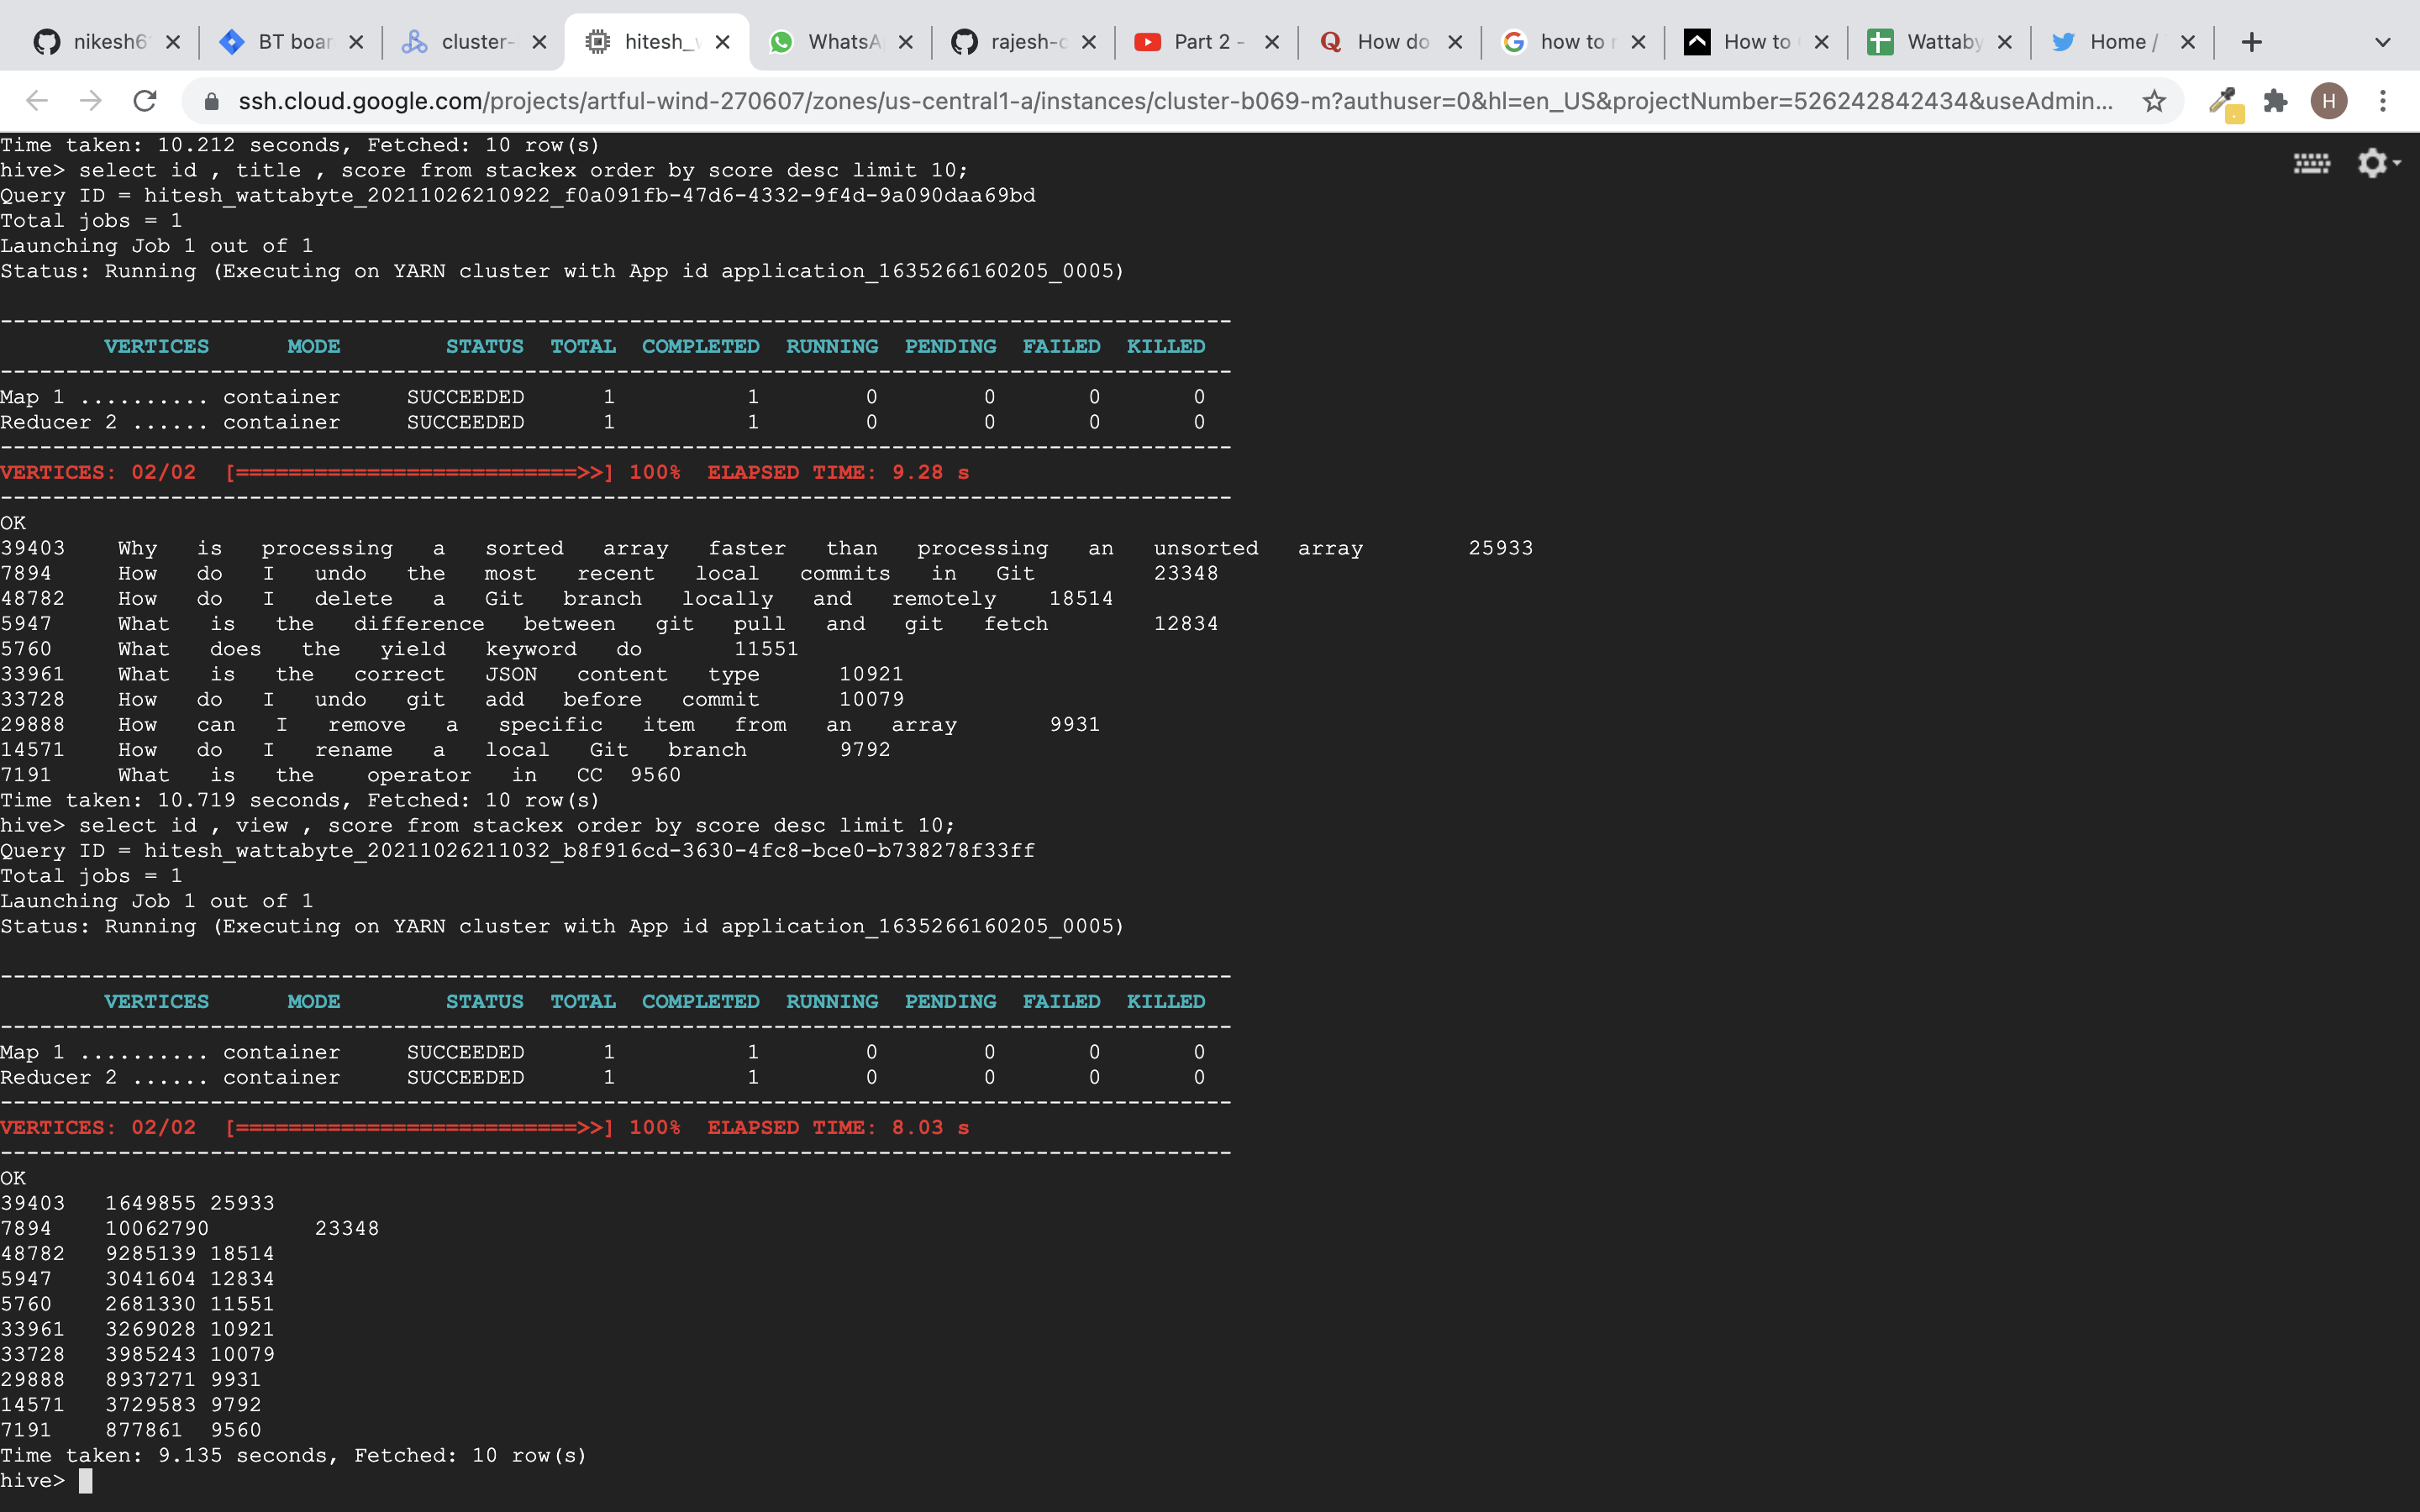 nikesh6 BT boar cluster- hitesh_w WhatsA rajesh-c Part 2 - How do how to r How to Wattaby Home /
ssh.cloud.google.com/projects/artful-wind-270607/zones/us-central1-a/instances/cluster-b069-m?authuser=0&hl=en_US&projectNumber=526242842434&useAdmin... H
Time taken: 10.212 seconds, Fetched: 10 row(s)
hive> select id , title , score from stackex order by score desc limit 10;
Query ID = hitesh_wattabyte_20211026210922_f0a091fb-47d6-4332-9f4d-9a090daa69bd
Total jobs = 1
Launching Job 1 out of 1
Status: Running (Executing on YARN cluster with App id application_1635266160205_0005)
----------------------------------------------------------------------------------------------
VERTICES MODE STATUS TOTAL COMPLETED RUNNING PENDING FAILED KILLED
----------------------------------------------------------------------------------------------
Map 1 .......... container SUCCEEDED 1 1 0 0 0 0
Reducer 2 ...... container SUCCEEDED 1 1 0 0 0 0
----------------------------------------------------------------------------------------------
VERTICES: 02/02 [==========================>>] 100% ELAPSED TIME: 9.28 s
----------------------------------------------------------------------------------------------
OK
39403 Why is processing a sorted array faster than processing an unsorted array 25933
7894 How do I undo the most recent local commits in Git 23348
48782 How do I delete a Git branch locally and remotely 18514
5947 What is the difference between git pull and git fetch 12834
5760 What does the yield keyword do 11551
33961 What is the correct JSON content type 10921
33728 How do I undo git add before commit 10079
29888 How can I remove a specific item from an array 9931
14571 How do I rename a local Git branch 9792
7191 What is the operator in CC 9560
Time taken: 10.719 seconds, Fetched: 10 row(s)
hive> select id , view , score from stackex order by score desc limit 10;
Query ID = hitesh_wattabyte_20211026211032_b8f916cd-3630-4fc8-bce0-b738278f33ff
Total jobs = 1
Launching Job 1 out of 1
Status: Running (Executing on YARN cluster with App id application_1635266160205_0005)
----------------------------------------------------------------------------------------------
VERTICES MODE STATUS TOTAL COMPLETED RUNNING PENDING FAILED KILLED
----------------------------------------------------------------------------------------------
Map 1 .......... container SUCCEEDED 1 1 0 0 0 0
Reducer 2 ...... container SUCCEEDED 1 1 0 0 0 0
----------------------------------------------------------------------------------------------
VERTICES: 02/02 [==========================>>] 100% ELAPSED TIME: 8.03 s
----------------------------------------------------------------------------------------------
OK
39403 1649855 25933
7894 10062790 23348
48782 9285139 18514
5947 3041604 12834
5760 2681330 11551
33961 3269028 10921
33728 3985243 10079
29888 8937271 9931
14571 3729583 9792
7191 877861 9560
Time taken: 9.135 seconds, Fetched: 10 row(s)
hive>